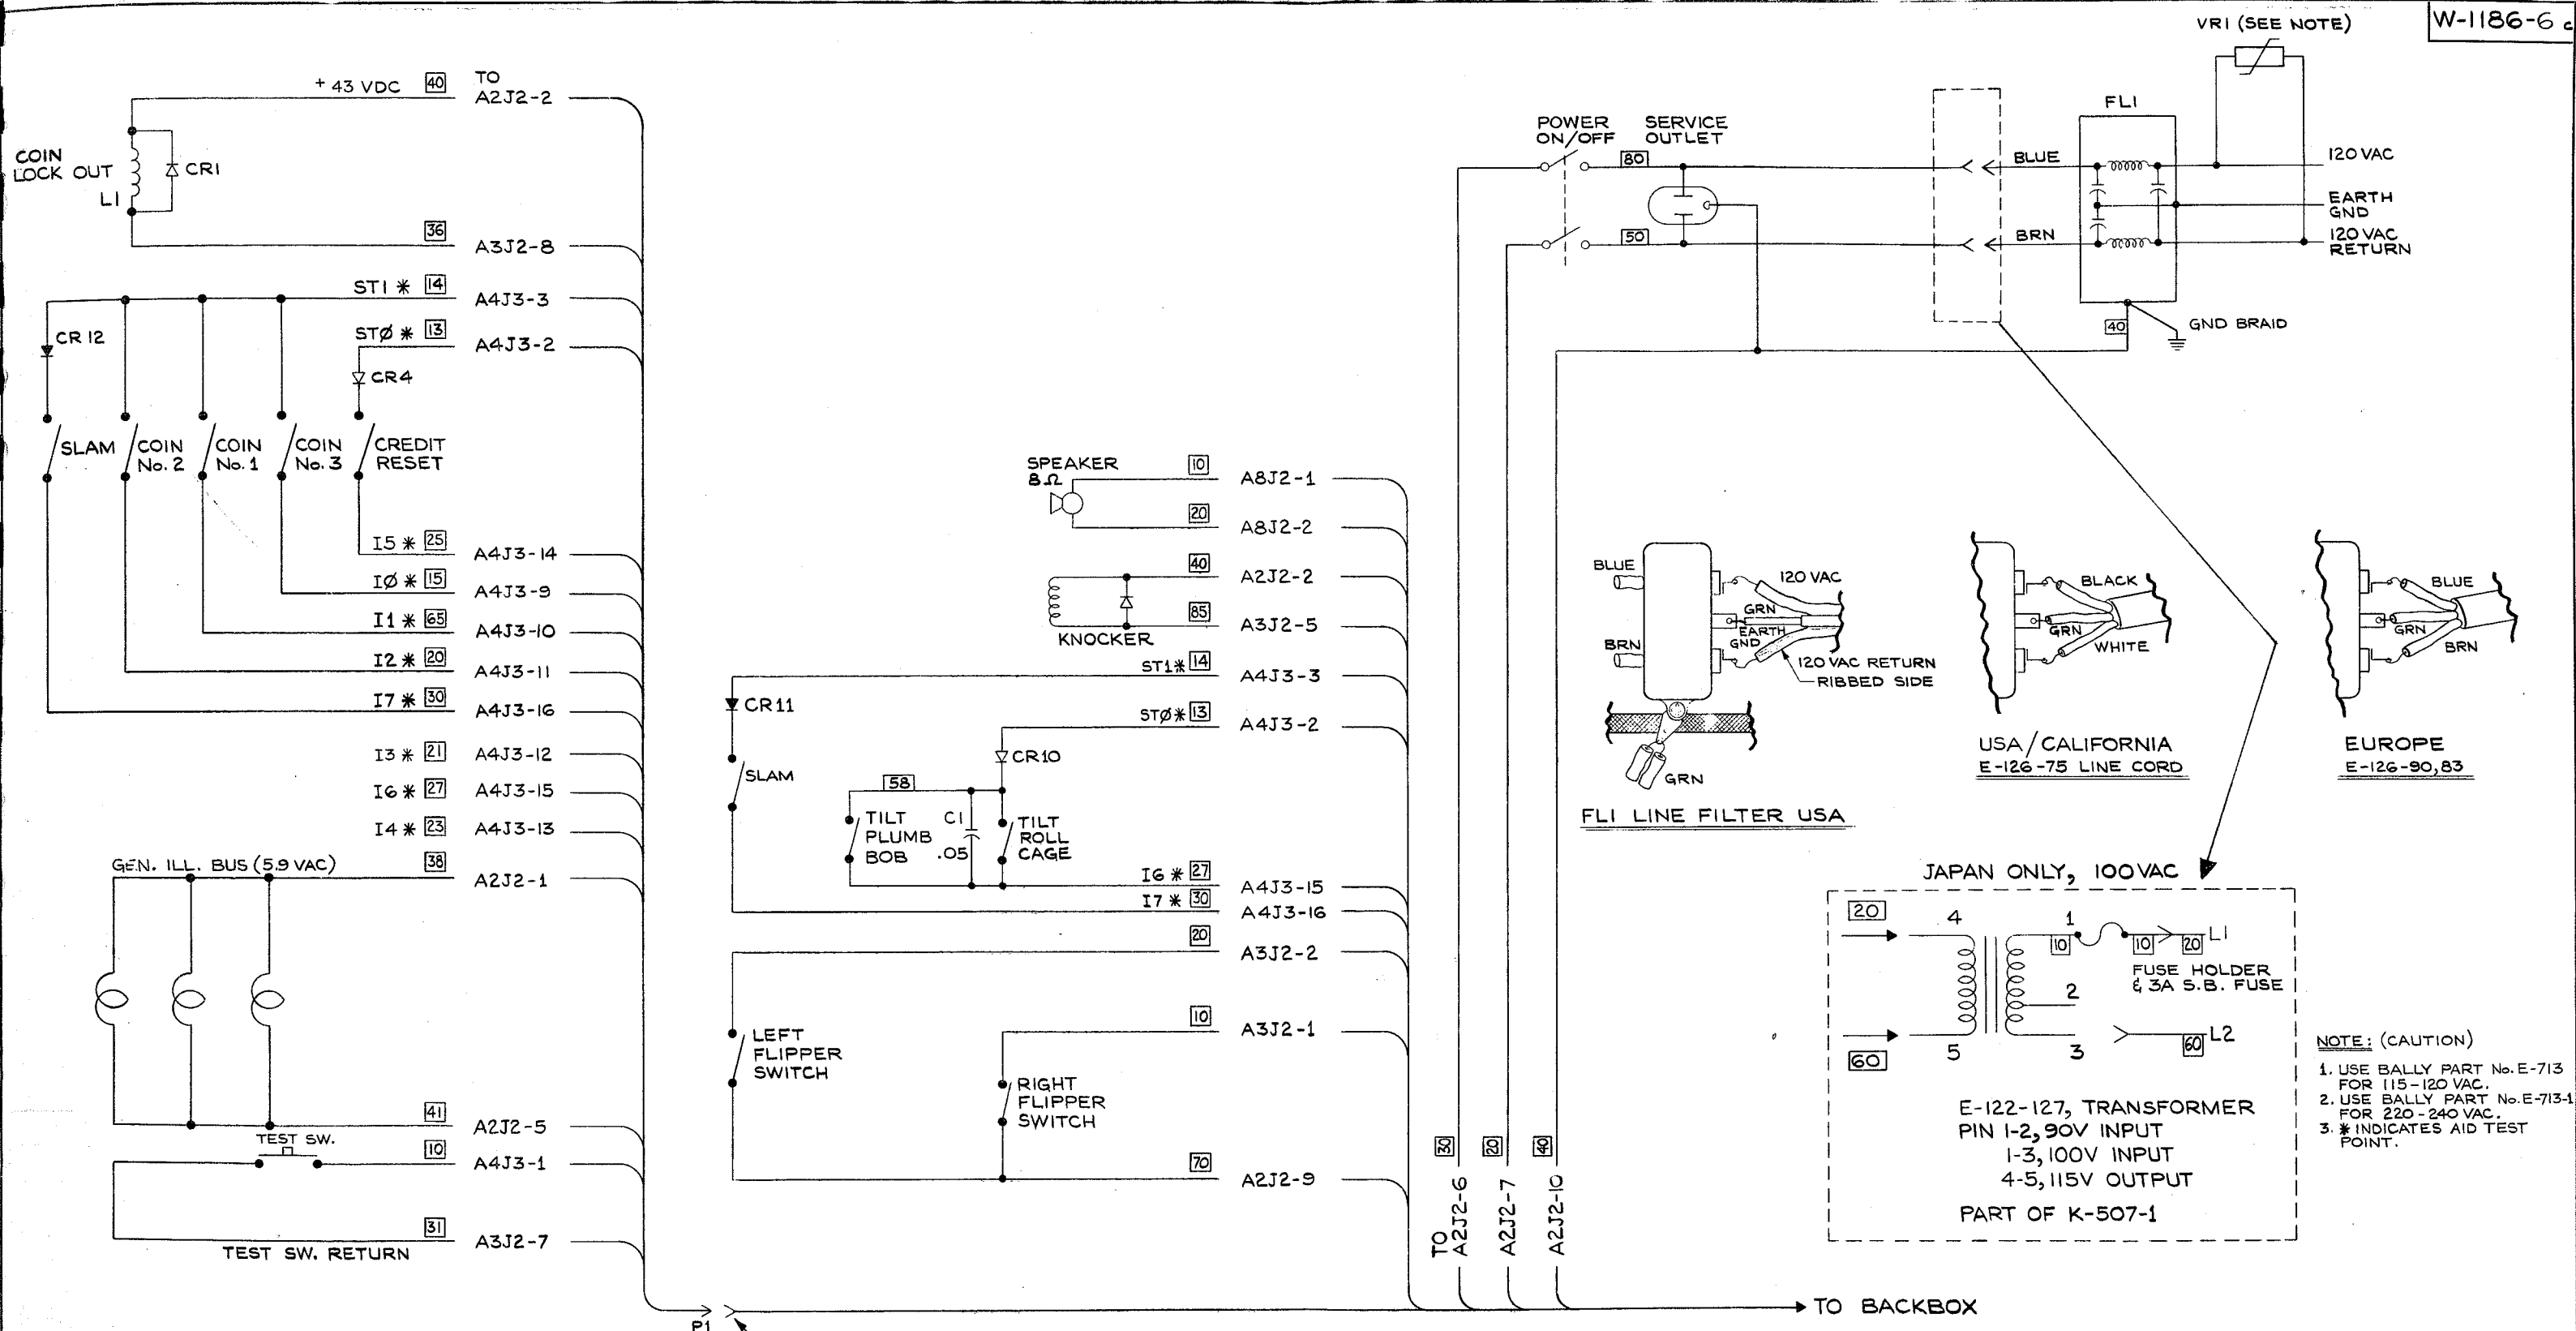 W-1186-6 c
VR1 (SEE NOTE)
+ 43 VDC 40
TO
A2J2-2
COIN
LOCK OUT
L1
CR1
36
A3J2-8
ST1 * 14
A4J3-3
STØ * 13
A4J3-2
CR 12
CR4
SLAM
COIN
No. 2
COIN
No. 1
COIN
No. 3
CREDIT
RESET
I5 * 25
A4J3-14
IØ * 15
A4J3-9
I1 * 65
A4J3-10
I2 * 20
A4J3-11
I7 * 30
A4J3-16
I3 * 21
A4J3-12
I6 * 27
A4J3-15
I4 * 23
A4J3-13
GEN. ILL. BUS (5.9 VAC)
38
A2J2-1
41
A2J2-5
TEST SW.
10
A4J3-1
31
A3J2-7
TEST SW. RETURN
P1
SPEAKER
8Ω
10
A8J2-1
20
A8J2-2
40
A2J2-2
85
A3J2-5
KNOCKER
ST1* 14
A4J3-3
CR11
STØ* 13
A4J3-2
CR10
SLAM
58
TILT
PLUMB
BOB
C1
.05
TILT
ROLL
CAGE
I6 * 27
A4J3-15
I7 * 30
A4J3-16
20
A3J2-2
10
A3J2-1
LEFT
FLIPPER
SWITCH
RIGHT
FLIPPER
SWITCH
70
A2J2-9
POWER
ON/OFF
SERVICE
OUTLET
80
50
BLUE
BRN
FL1
120 VAC
EARTH
GND
120 VAC
RETURN
40
GND BRAID
30
20
40
TO
A2J2-6
A2J2-7
A2J2-10
TO BACKBOX
BLUE
BRN
120 VAC
GRN
EARTH
GND
120 VAC RETURN
RIBBED SIDE
GRN
FL1 LINE FILTER USA
BLACK
GRN
WHITE
USA/CALIFORNIA
E-126-75 LINE CORD
BLUE
GRN
BRN
EUROPE
E-126-90,83
JAPAN ONLY, 100VAC
20
4
1
10
10
20
L1
FUSE HOLDER
& 3A S.B. FUSE
2
60
5
3
60
L2
E-122-127, TRANSFORMER
PIN 1-2, 90V INPUT
1-3, 100V INPUT
4-5, 115V OUTPUT
PART OF K-507-1
NOTE: (CAUTION)
1. USE BALLY PART No. E-713
FOR 115-120 VAC.
2. USE BALLY PART No. E-713-1
FOR 220-240 VAC.
3. * INDICATES AID TEST
POINT.